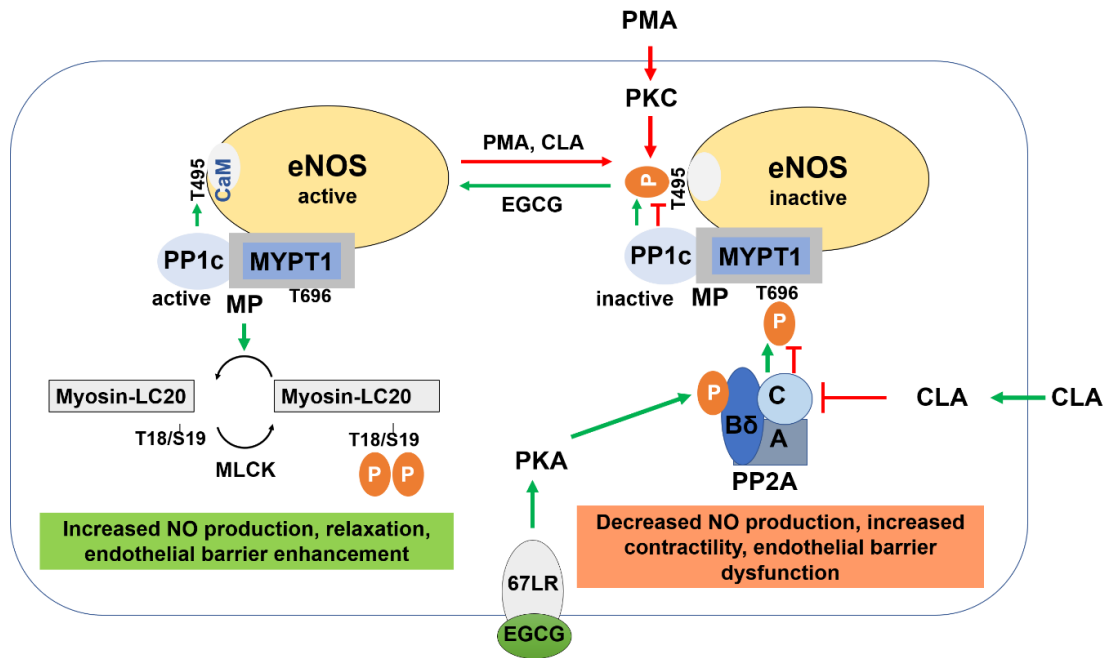 PMA
PKC
PMA, CLA
EGCG
T495
CaM
eNOS
active
P
T495
eNOS
inactive
PP1c
MYPT1
active
MP
T696
PP1c
MYPT1
inactive
MP
T696
P
Myosin-LC20
Myosin-LC20
T18/S19
T18/S19
MLCK
P P
P
Bδ
C
A
PP2A
CLA
CLA
PKA
Increased NO production, relaxation,
endothelial barrier enhancement
Decreased NO production, increased
contractility, endothelial barrier
dysfunction
67LR
EGCG